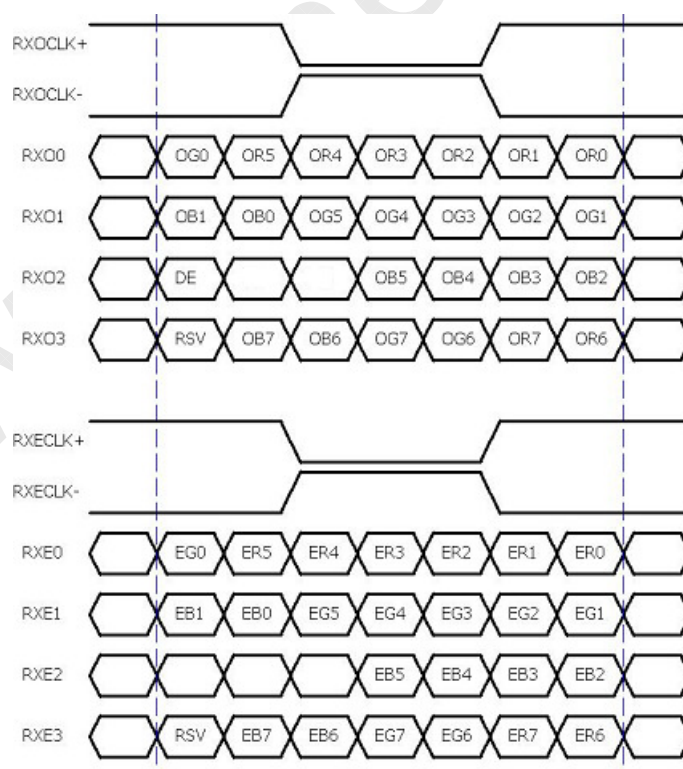 RXOCLK+
RXOCLK-
RXO0 OG0 OR5 OR4 OR3 OR2 OR1 OR0
RXO1 OB1 OB0 OG5 OG4 OG3 OG2 OG1
RXO2 DE OB5 OB4 OB3 OB2
RXO3 RSV OB7 OB6 OG7 OG6 OR7 OR6
RXECLK+
RXECLK-
RXE0 EG0 ER5 ER4 ER3 ER2 ER1 ER0
RXE1 EB1 EB0 EG5 EG4 EG3 EG2 EG1
RXE2 EB5 EB4 EB3 EB2
RXE3 RSV EB7 EB6 EG7 EG6 ER7 ER6